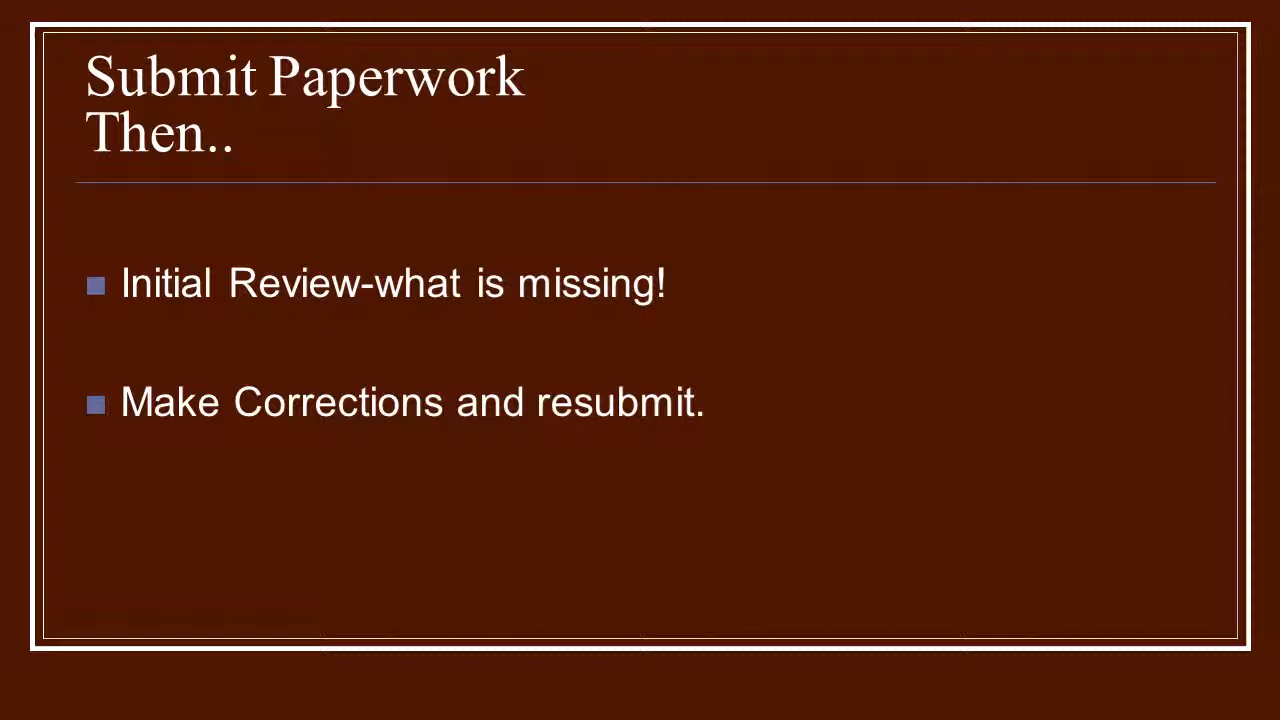 Submit Paperwork
Then..
Initial Review-what is missing!
Make Corrections and resubmit.